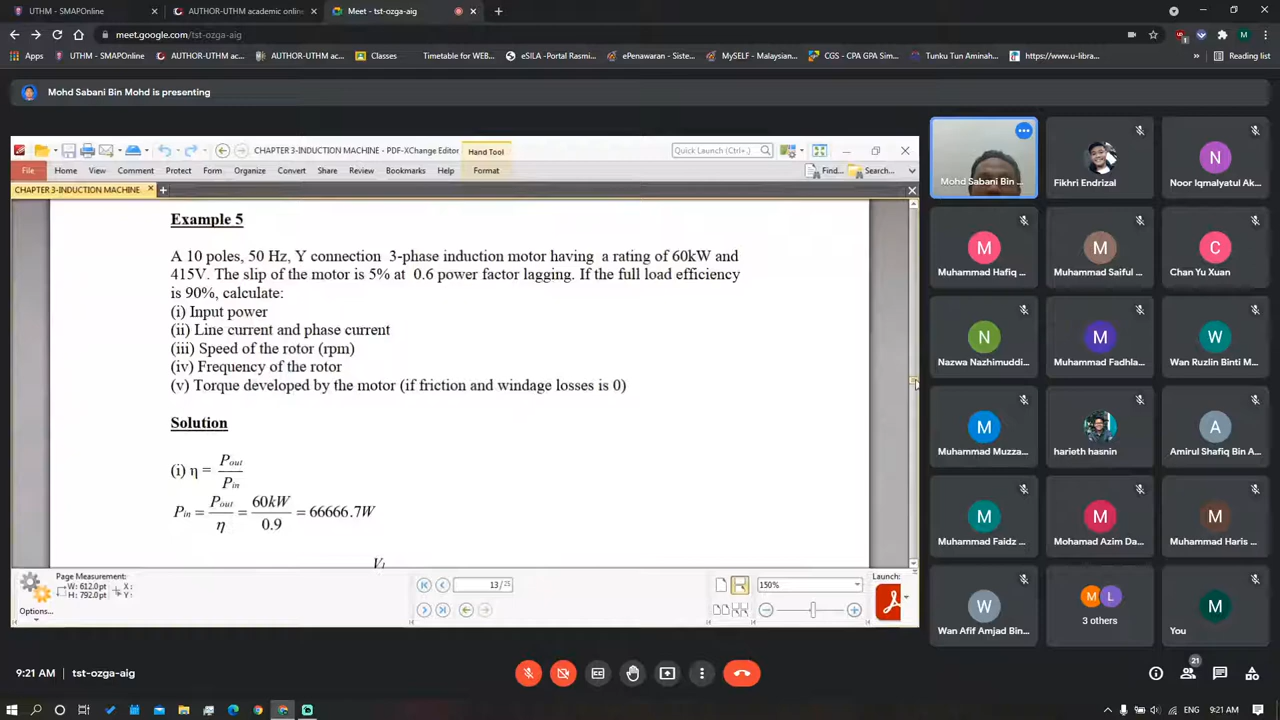 UTHM - SMAPOnline
AUTHOR-UTHM academic onlin
Meet - tst-ozga-aig
meet.google.com/tst-ozga-aig
Apps
UTHM - SMAPOnline
AUTHOR-UTHM ac...
AUTHOR-UTHM ac...
Classes
Timetable for WEB...
eSILA -Portal Rasmi...
ePenawaran - Siste...
MySELF - Malaysian...
CGS - CPA GPA Sim...
Tunku Tun Aminah...
https://www.u-libra...
Reading list
Mohd Sabani Bin Mohd is presenting
CHAPTER 3-INDUCTION MACHINE - PDF-XChange Editor
Hand Tool
Quick Launch (Ctrl+.)
File
Home
View
Comment
Protect
Form
Organize
Convert
Share
Review
Bookmarks
Help
Format
Find...
Search...
CHAPTER 3-INDUCTION MACHINE
Example 5
A 10 poles, 50 Hz, Y connection 3-phase induction motor having a rating of 60kW and
415V. The slip of the motor is 5% at 0.6 power factor lagging. If the full load efficiency
is 90%, calculate:
(i) Input power
(ii) Line current and phase current
(iii) Speed of the rotor (rpm)
(iv) Frequency of the rotor
(v) Torque developed by the motor (if friction and windage losses is 0)
Solution
(i) η = Pout / Pin
Pin = Pout / η = 60kW / 0.9 = 66666.7W
Options...
Page Measurement:
W: 612.0pt X:
H: 792.0pt Y:
13/25
150%
Launch:
Mohd Sabani Bin ...
Fikhri Endrizal
Noor Iqmalyatul Ak...
Muhammad Hafiq ...
Muhammad Saiful ...
Chan Yu Xuan
Nazwa Nazhimuddi...
Muhammad Fadhla...
Wan Ruzlin Binti M...
Muhammad Muzza...
harieth hasnin
Amirul Shafiq Bin A...
Muhammad Faidz ...
Mohamad Azim Da...
Muhammad Haris ...
Wan Afif Amjad Bin...
3 others
You
9:21 AM
tst-ozga-aig
21
ENG
9:21 AM